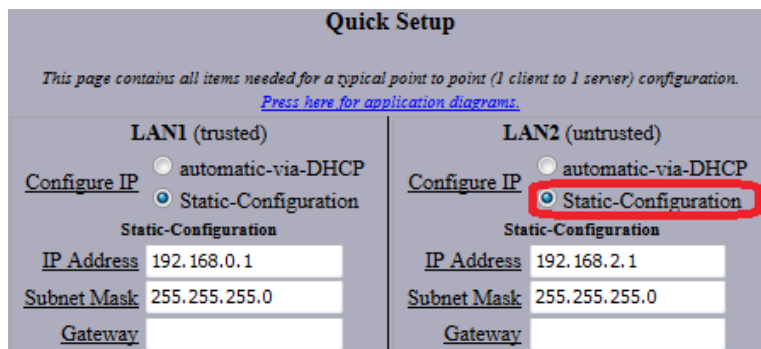 Quick Setup
This page contains all items needed for a typical point to point (1 client to 1 server) configuration.
Press here for application diagrams.
LAN1 (trusted)
Configure IP
automatic-via-DHCP
Static-Configuration
Static-Configuration
IP Address 192.168.0.1
Subnet Mask 255.255.255.0
Gateway
LAN2 (untrusted)
Configure IP
automatic-via-DHCP
Static-Configuration
Static-Configuration
IP Address 192.168.2.1
Subnet Mask 255.255.255.0
Gateway